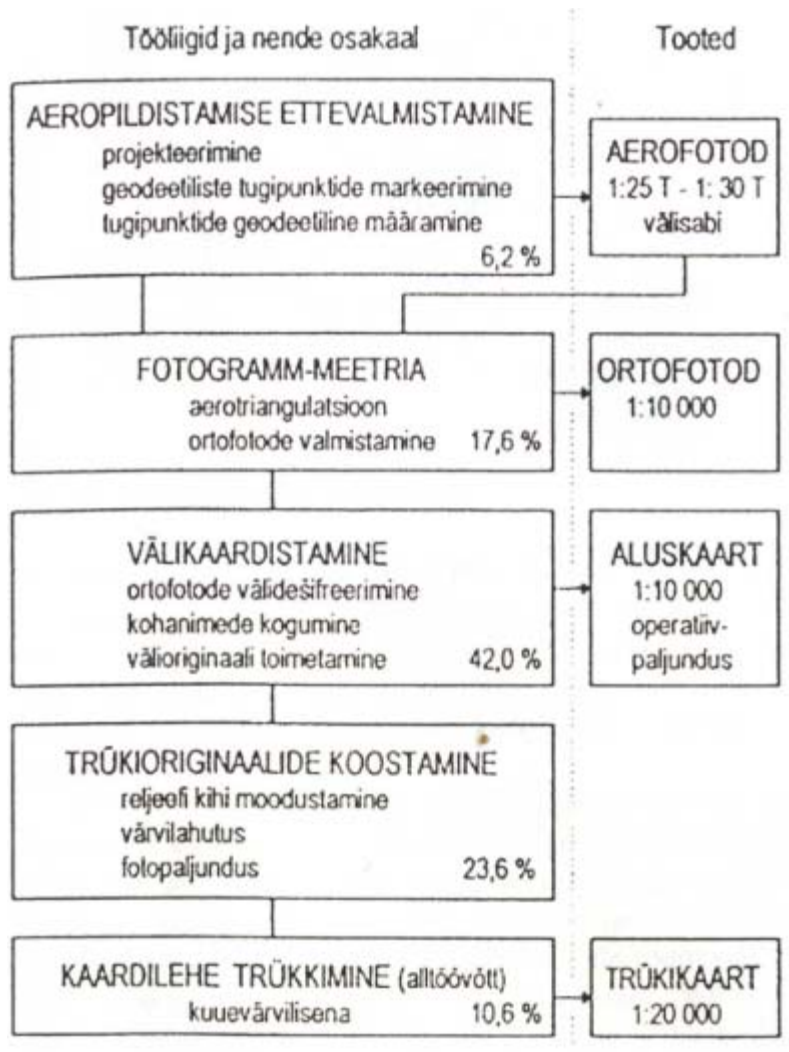 Tööliigid ja nende osakaal
Tooted
AEROPILDISTAMISE ETTEVALMISTAMINE
projekteerimine
geodeetiliste tugipunktide markeerimine
tugipunktide geodeetiline määramine
6,2 %
AEROFOTOD
1:25 T - 1: 30 T
välisabi
FOTOGRAMM-MEETRIA
aerotriangulatsioon
ortofotode valmistamine 17,6 %
ORTOFOTOD
1:10 000
VÄLIKAARDISTAMINE
ortofotode välidešifreerimine
kohanimede kogumine
välioriginaali toimetamine 42,0 %
ALUSKAART
1:10 000
operatiiv-
paljundus
TRÜKIORIGINAALIDE KOOSTAMINE
reljeefi kihi moodustamine
värvilahutus
fotopaljundus 23,6 %
KAARDILEHE TRÜKKIMINE (alltöövõtt)
kuuevärvilisena 10,6 %
TRÜKIKAART
1:20 000